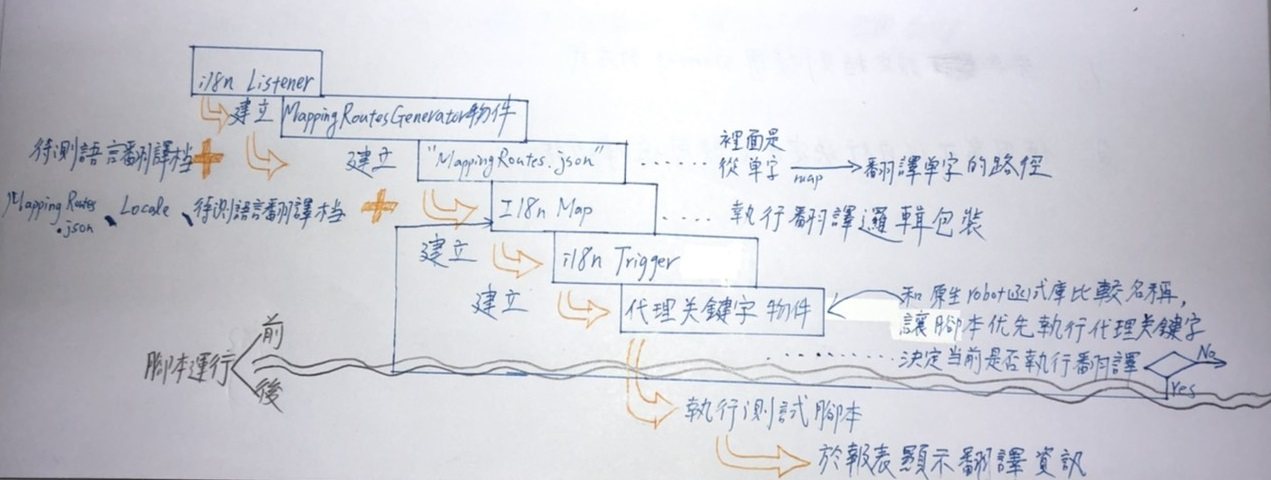 i18n Listener
建立 MappingRoutesGenerator物件
待測語言翻譯档 + 建立 "MappingRoutes.json" ...... 裡面是
從单字 map 翻譯单字的路径
MappingRoutes
.json、Locale、待測語言翻譯档 + I18n Map .... 執行翻譯邏輯包裝
建立 i18n Trigger
建立 代理关鍵字 物件
和原生robot函式庫比較名稱,
讓腳本优先執行代理关鍵字
......... 決定当前是否執行翻譯 No
Yes
腳本運行 前
後
執行測試腳本
於報表顯示翻譯資訊